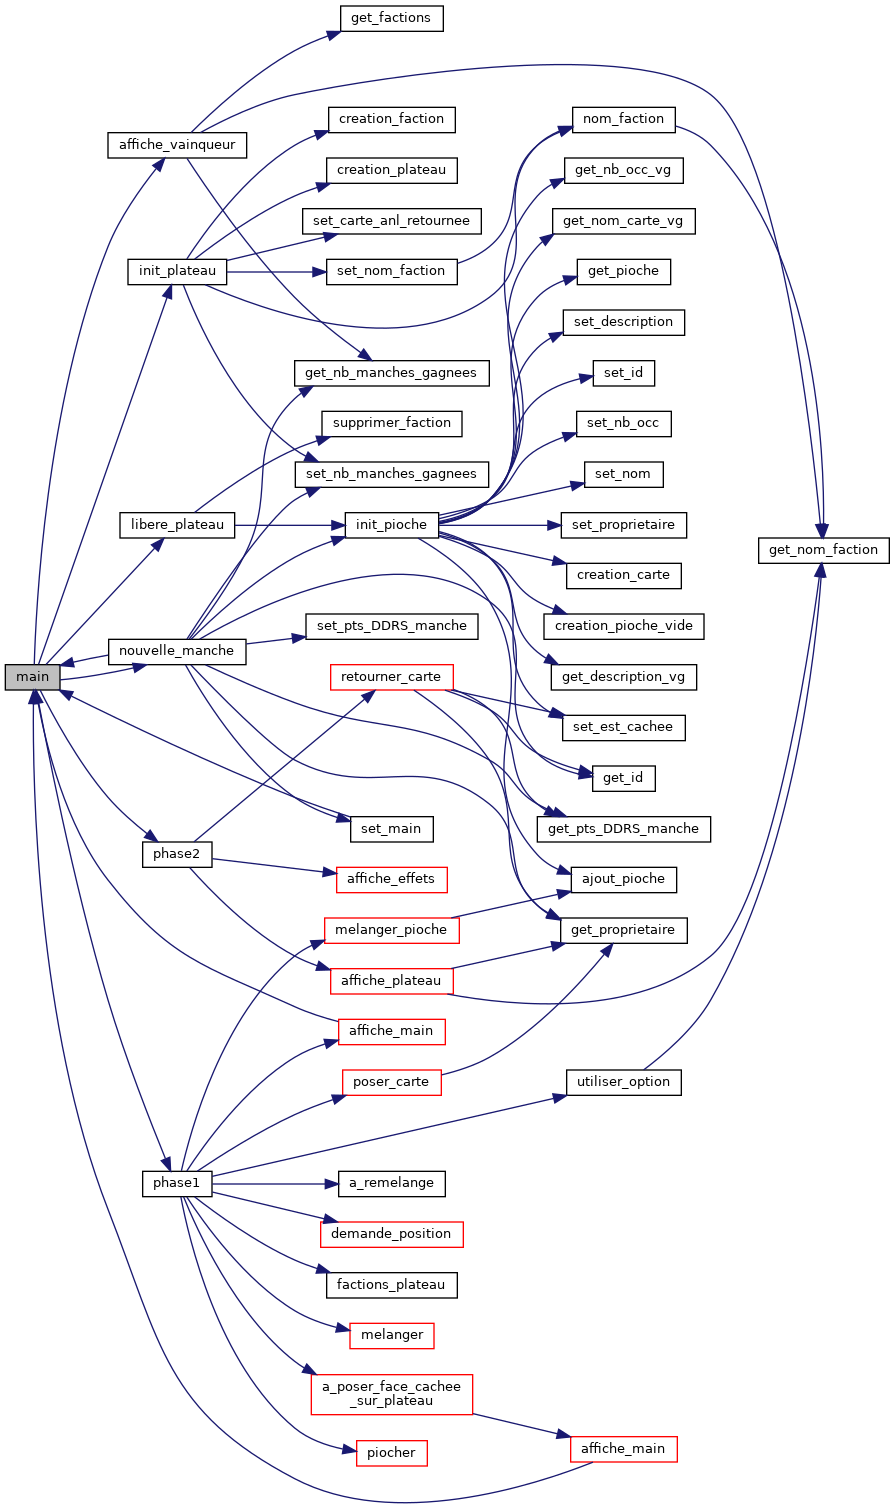 get_factions
affiche_vainqueur
creation_faction
nom_faction
creation_plateau
get_nb_occ_vg
set_carte_anl_retournee
get_nom_carte_vg
init_plateau
set_nom_faction
get_pioche
set_description
get_nb_manches_gagnees
set_id
supprimer_faction
set_nb_occ
set_nb_manches_gagnees
set_nom
libere_plateau
init_pioche
set_proprietaire
get_nom_faction
creation_carte
set_pts_DDRS_manche
creation_pioche_vide
nouvelle_manche
main
retourner_carte
get_description_vg
set_est_cachee
get_id
set_main
get_pts_DDRS_manche
phase2
affiche_effets
ajout_pioche
melanger_pioche
get_proprietaire
affiche_plateau
affiche_main
poser_carte
utiliser_option
phase1
a_remelange
demande_position
factions_plateau
melanger
a_poser_face_cachee
_sur_plateau
affiche_main
piocher